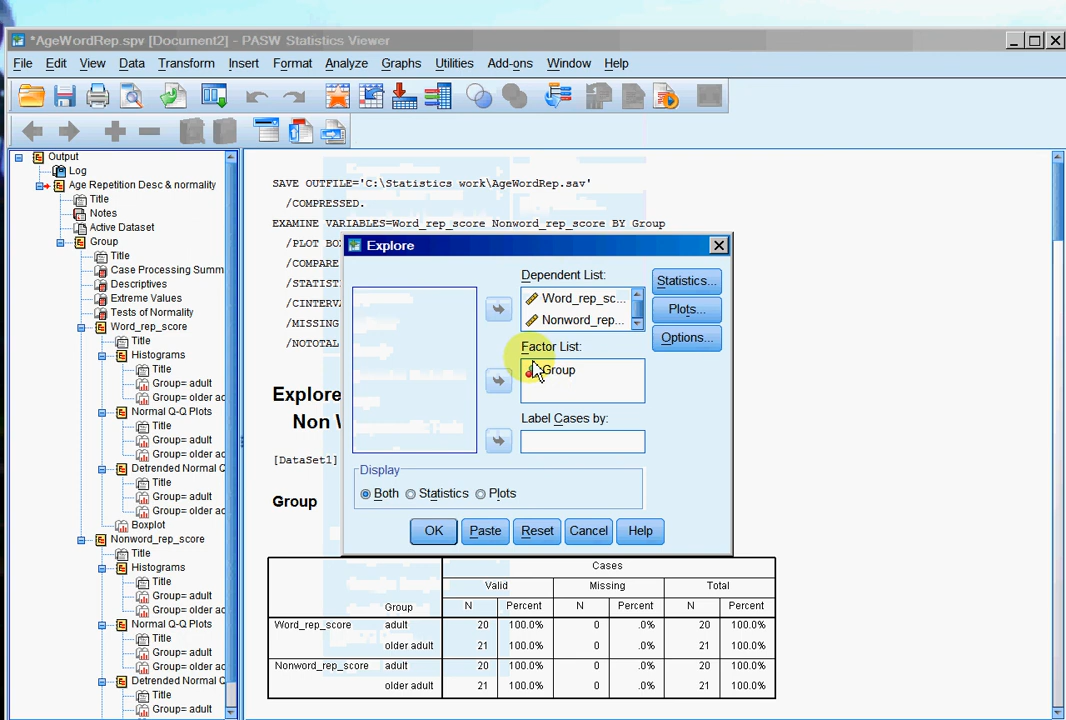 *AgeWordRep.spv [Document2] - PASW Statistics Viewer
File Edit View Data Transform Insert Format Analyze Graphs Utilities Add-ons Window Help
Output
Log
Age Repetition Desc & normality
Title
Notes
Active Dataset
Group
Title
Case Processing Summ
Descriptives
Extreme Values
Tests of Normality
Word_rep_score
Title
Histograms
Title
Group= adult
Group= older ac
Normal Q-Q Plots
Title
Group= adult
Group= older ac
Detrended Normal Q
Title
Group= adult
Group= older ac
Boxplot
Nonword_rep_score
Title
Histograms
Title
Group= adult
Group= older ac
Normal Q-Q Plots
Title
Group= adult
Group= older ac
Detrended Normal Q
Title
Group= adult
SAVE OUTFILE='C:\Statistics work\AgeWordRep.sav'
/COMPRESSED.
EXAMINE VARIABLES=Word_rep_score Nonword_rep_score BY Group
/PLOT BO
/COMPARE
/STATIST
/CINTERVA
/MISSING
/NOTOTAL
Explore
Non
[DataSet1]
Group
Explore
Dependent List:
Word_rep_sc...
Nonword_rep...
Factor List:
Group
Label Cases by:
Statistics...
Plots...
Options...
Display
Both Statistics Plots
OK Paste Reset Cancel Help
Cases
Valid Missing Total
Group N Percent N Percent N Percent
Word_rep_score adult 20 100.0% 0 .0% 20 100.0%
older adult 21 100.0% 0 .0% 21 100.0%
Nonword_rep_score adult 20 100.0% 0 .0% 20 100.0%
older adult 21 100.0% 0 .0% 21 100.0%